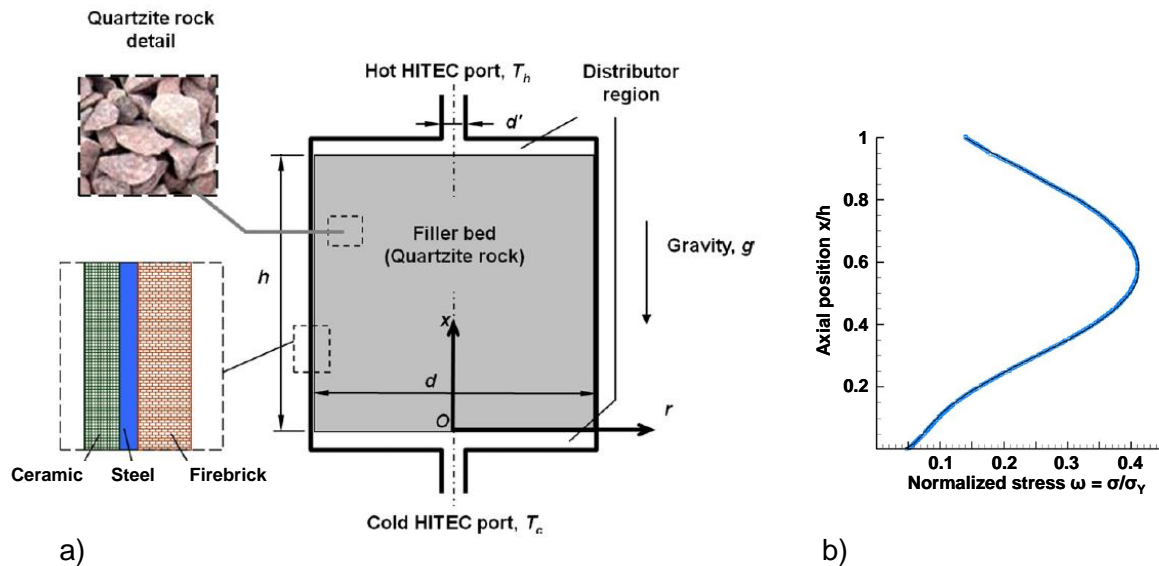 Quartzite rock
detail
Hot HITEC port, T_h
Distributor
region
d'
Filler bed
(Quartzite rock)
Gravity, g
h
x
d
r
O
Ceramic
Steel
Firebrick
Cold HITEC port, T_c
a)
1
0.8
0.6
0.4
0.2
Axial position x/h
0.1
0.2
0.3
0.4
Normalized stress ω = σ/σ_Y
b)